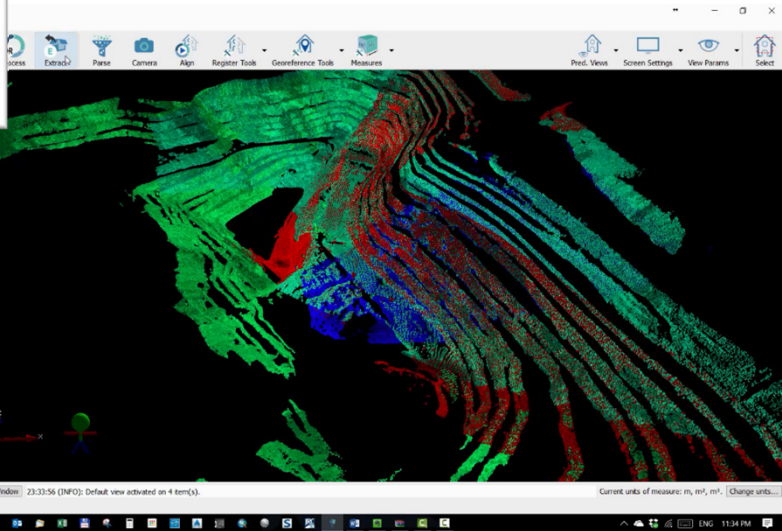 ocess Extract Parse Camera Align Register Tools Georeference Tools Measures Pred. Views Screen Settings View Params Select
X
ndow 23:33:56 (INFO): Default view activated on 4 item(s). Current units of measure: m, m², m³. Change units...
ENG 11:34 PM